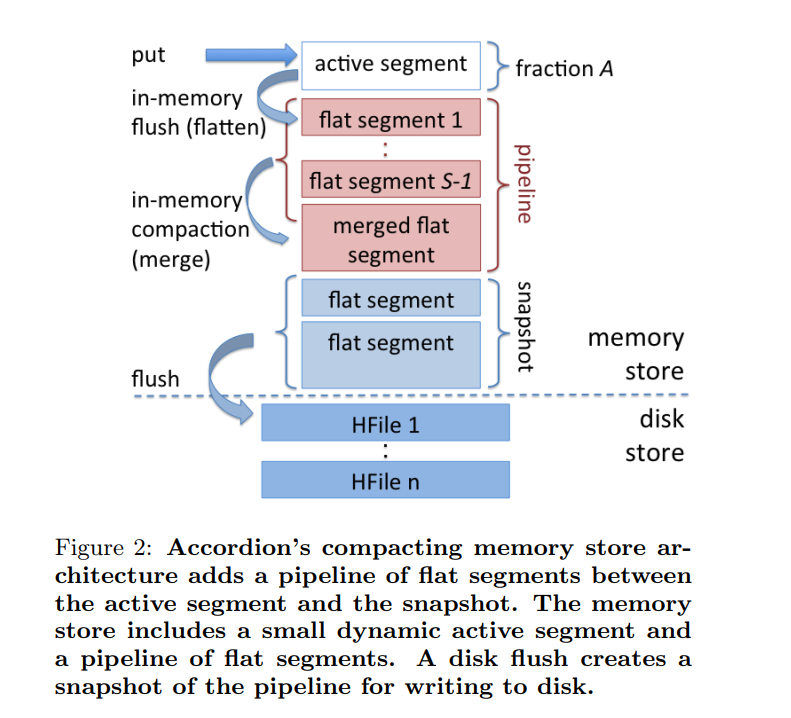 put
active segment
fraction A
in-memory
flush (flatten)
flat segment 1
:
flat segment S-1
pipeline
in-memory
compaction
(merge)
merged flat
segment
flat segment
flat segment
snapshot
memory
store
flush
disk
store
HFile 1
:
HFile n
Figure 2: Accordion's compacting memory store ar-
chitecture adds a pipeline of flat segments between
the active segment and the snapshot. The memory
store includes a small dynamic active segment and
a pipeline of flat segments. A disk flush creates a
snapshot of the pipeline for writing to disk.